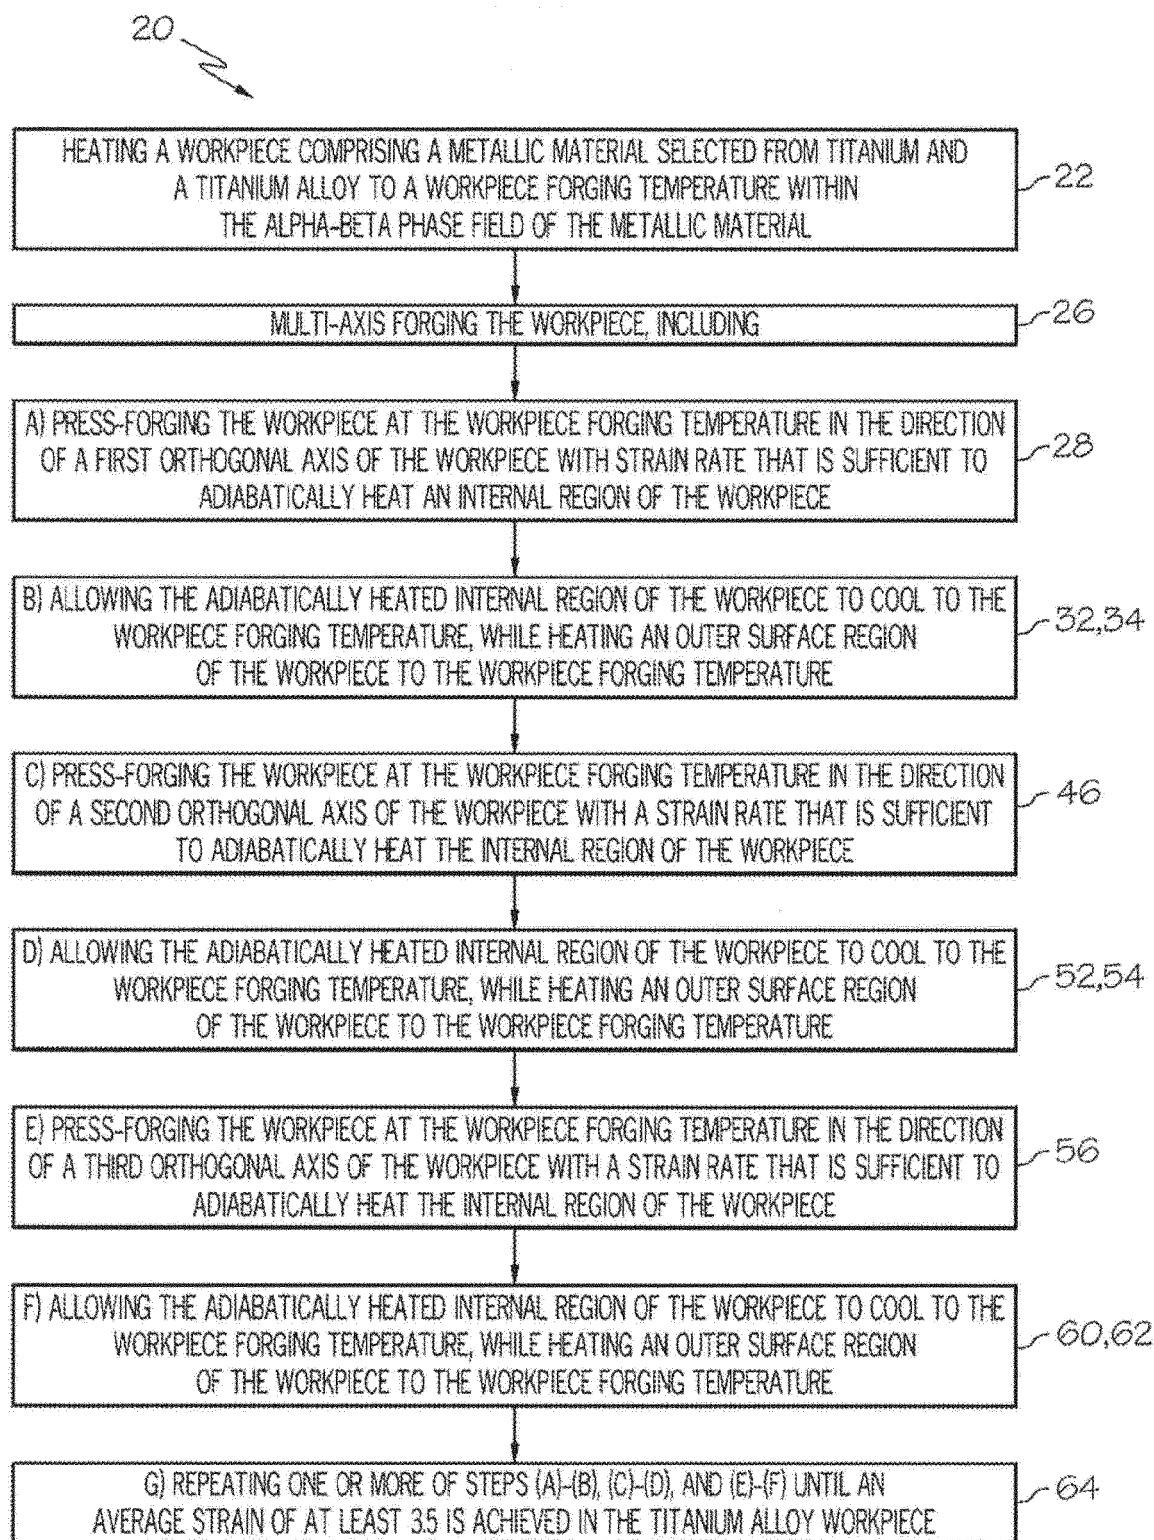 20
HEATING A WORKPIECE COMPRISING A METALLIC MATERIAL SELECTED FROM TITANIUM AND
A TITANIUM ALLOY TO A WORKPIECE FORGING TEMPERATURE WITHIN
THE ALPHA-BETA PHASE FIELD OF THE METALLIC MATERIAL
22
MULTI-AXIS FORGING THE WORKPIECE, INCLUDING
26
A) PRESS-FORGING THE WORKPIECE AT THE WORKPIECE FORGING TEMPERATURE IN THE DIRECTION
OF A FIRST ORTHOGONAL AXIS OF THE WORKPIECE WITH STRAIN RATE THAT IS SUFFICIENT TO
ADIABATICALLY HEAT AN INTERNAL REGION OF THE WORKPIECE
28
B) ALLOWING THE ADIABATICALLY HEATED INTERNAL REGION OF THE WORKPIECE TO COOL TO THE
WORKPIECE FORGING TEMPERATURE, WHILE HEATING AN OUTER SURFACE REGION
OF THE WORKPIECE TO THE WORKPIECE FORGING TEMPERATURE
32,34
C) PRESS-FORGING THE WORKPIECE AT THE WORKPIECE FORGING TEMPERATURE IN THE DIRECTION
OF A SECOND ORTHOGONAL AXIS OF THE WORKPIECE WITH A STRAIN RATE THAT IS SUFFICIENT
TO ADIABATICALLY HEAT THE INTERNAL REGION OF THE WORKPIECE
46
D) ALLOWING THE ADIABATICALLY HEATED INTERNAL REGION OF THE WORKPIECE TO COOL TO THE
WORKPIECE FORGING TEMPERATURE, WHILE HEATING AN OUTER SURFACE REGION
OF THE WORKPIECE TO THE WORKPIECE FORGING TEMPERATURE
52,54
E) PRESS-FORGING THE WORKPIECE AT THE WORKPIECE FORGING TEMPERATURE IN THE DIRECTION
OF A THIRD ORTHOGONAL AXIS OF THE WORKPIECE WITH A STRAIN RATE THAT IS SUFFICIENT TO
ADIABATICALLY HEAT THE INTERNAL REGION OF THE WORKPIECE
56
F) ALLOWING THE ADIABATICALLY HEATED INTERNAL REGION OF THE WORKPIECE TO COOL TO THE
WORKPIECE FORGING TEMPERATURE, WHILE HEATING AN OUTER SURFACE REGION
OF THE WORKPIECE TO THE WORKPIECE FORGING TEMPERATURE
60,62
G) REPEATING ONE OR MORE OF STEPS (A)-(B), (C)-(D), AND (E)-(F) UNTIL AN
AVERAGE STRAIN OF AT LEAST 3.5 IS ACHIEVED IN THE TITANIUM ALLOY WORKPIECE
64